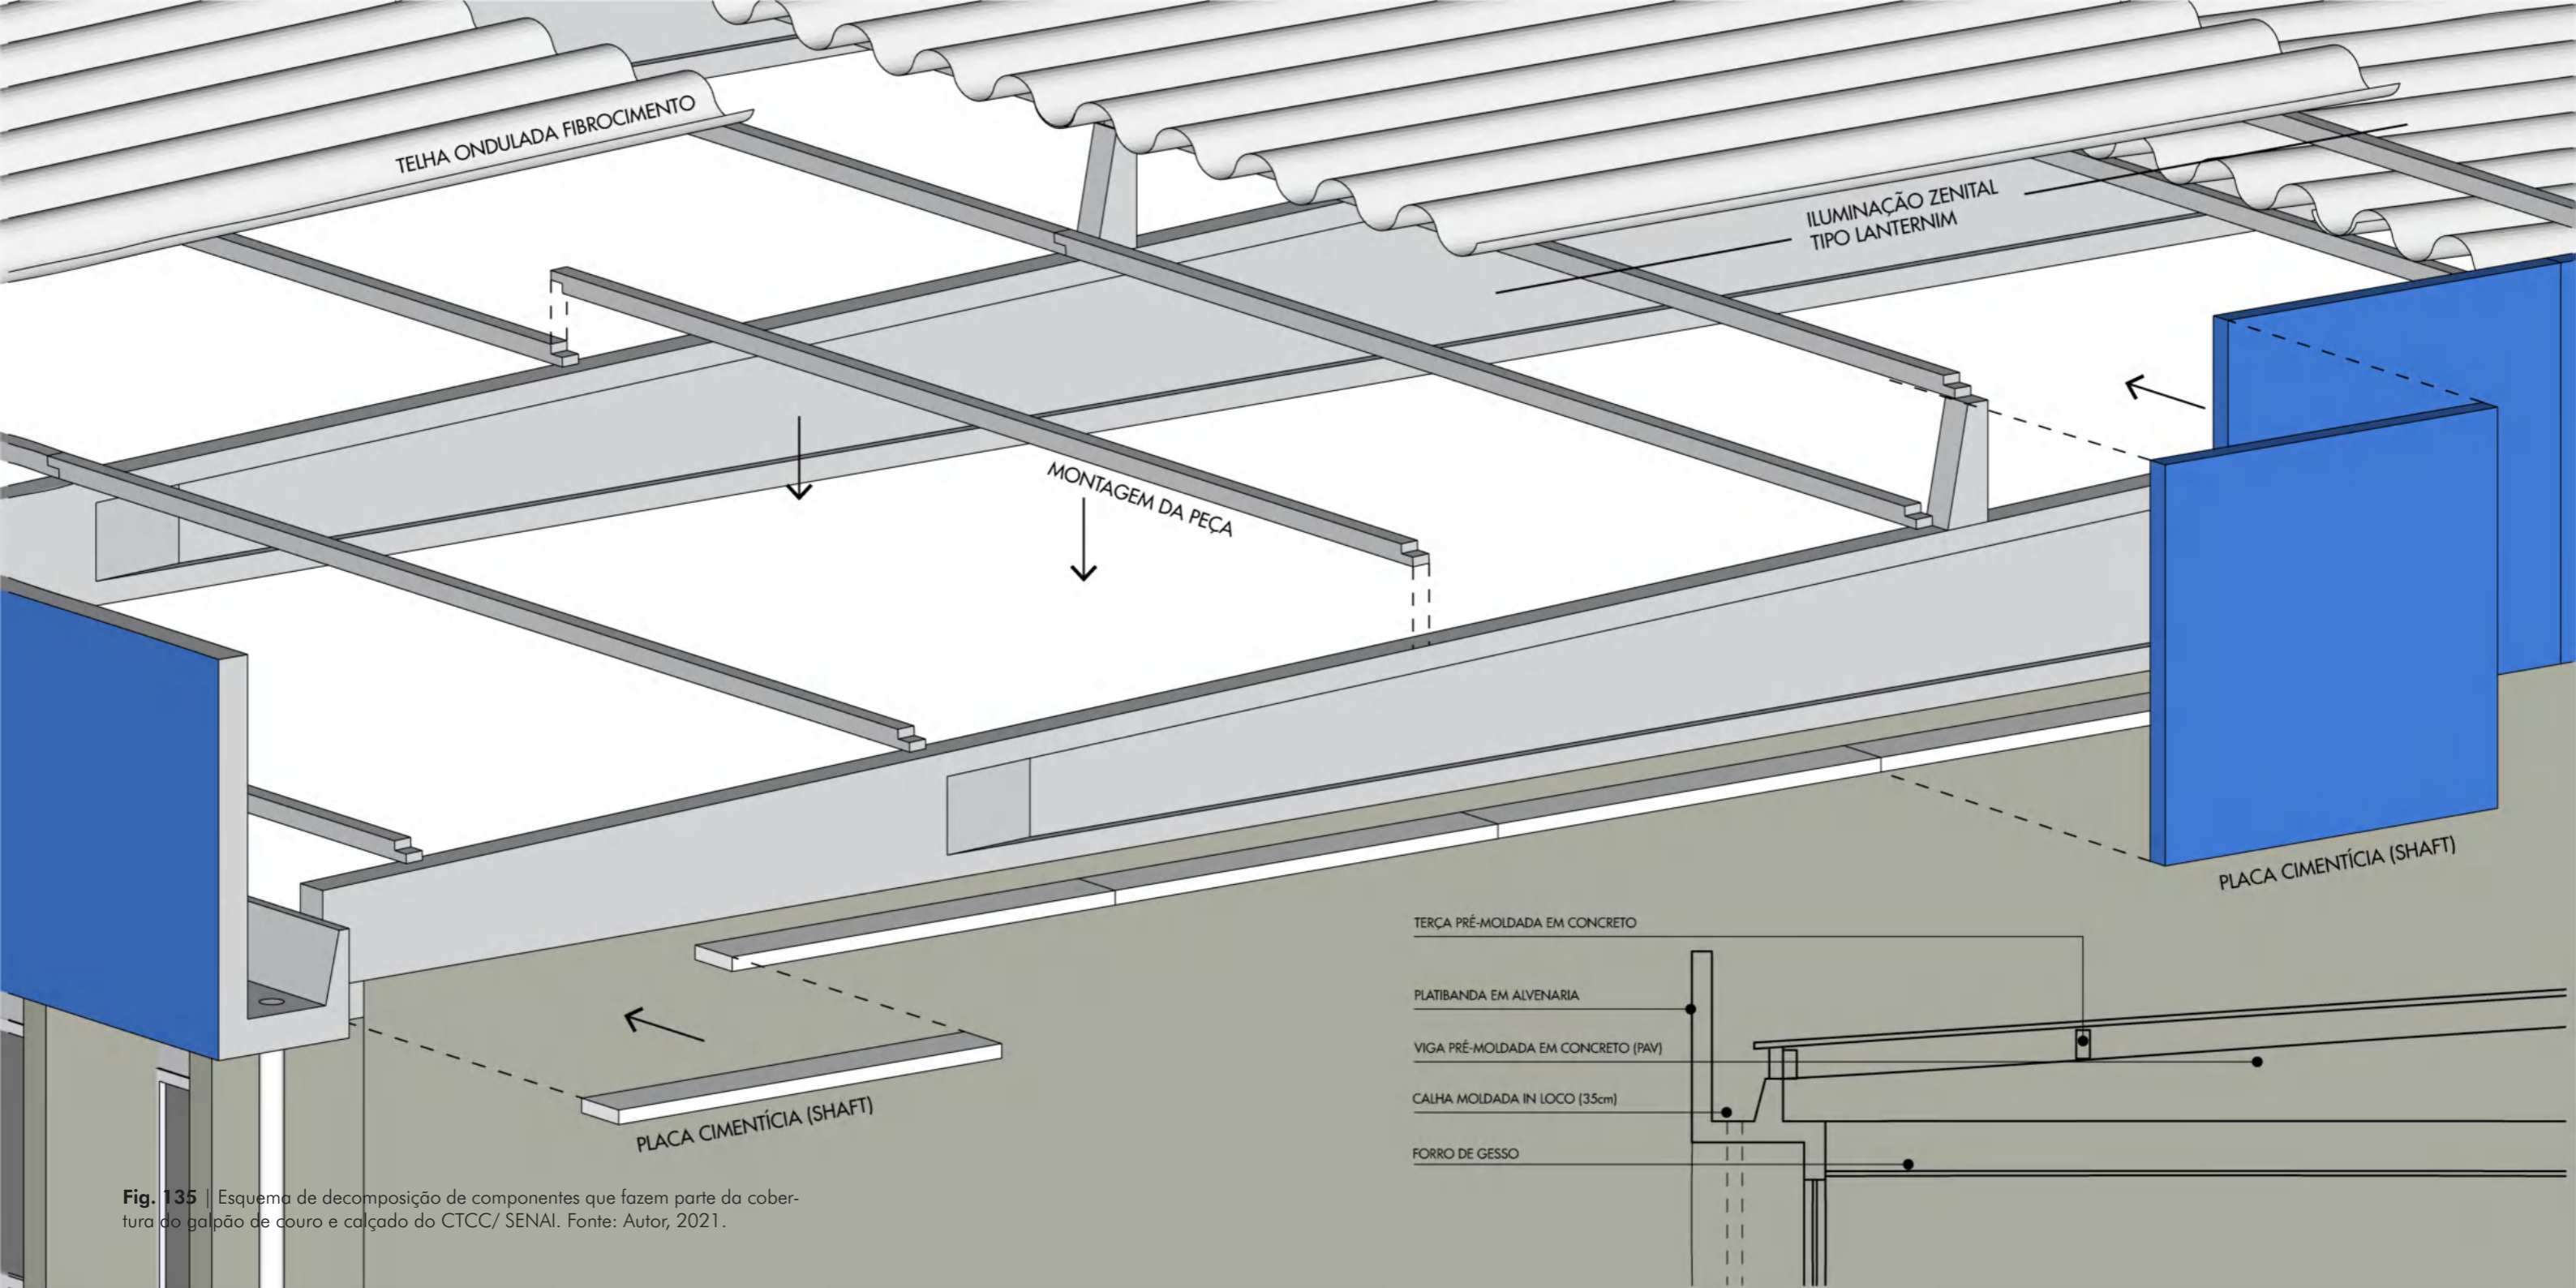 TELHA ONDULADA FIBROCIMENTO
ILUMINAÇÃO ZENITAL
TIPO LANTERNIM
MONTAGEM DA PEÇA
PLACA CIMENTÍCIA (SHAFT)
PLACA CIMENTÍCIA (SHAFT)
TERÇA PRÉ-MOLDADA EM CONCRETO
PLATIBANDA EM ALVENARIA
VIGA PRÉ-MOLDADA EM CONCRETO (PAV)
CALHA MOLDADA IN LOCO (35cm)
FORRO DE GESSO
Fig. 135 | Esquema de decomposição de componentes que fazem parte da cober-
tura do galpão de couro e calçado do CTCC/ SENAI. Fonte: Autor, 2021.